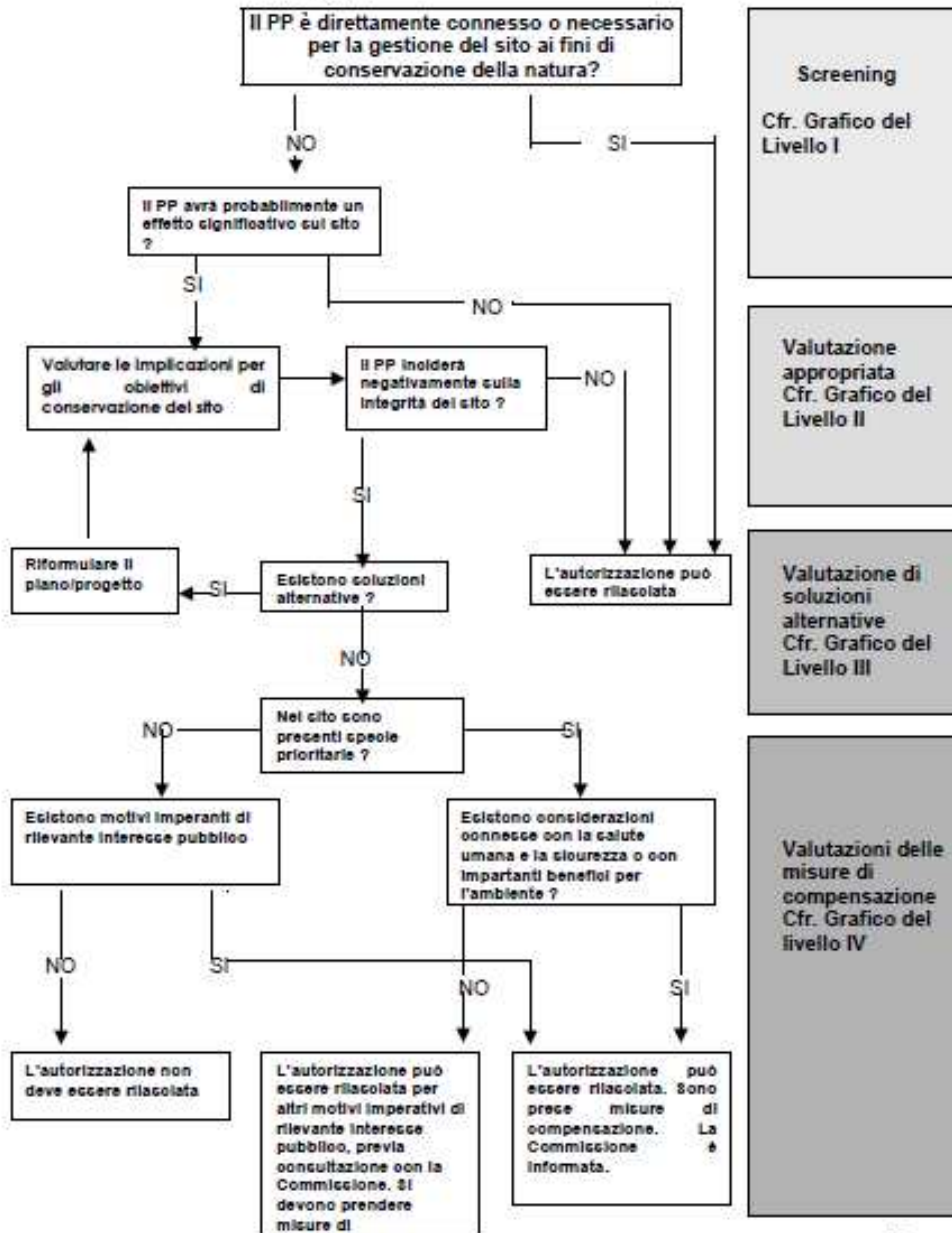 Il PP è direttamente connesso o necessario
per la gestione del sito ai fini di
conservazione della natura?
Screening
Cfr. Grafico del
Livello I
NO
SI
Il PP avrà probabilmente un
effetto significativo sul sito
?
SI
NO
Valutare le implicazioni per
gli obiettivi di
conservazione del sito
Il PP inciderà
negativamente sulla
integrità del sito ?
NO
Valutazione
appropriata
Cfr. Grafico del
Livello II
SI
Riformulare il
piano/progetto
SI
Esistono soluzioni
alternative ?
L'autorizzazione può
essere rilasciata
Valutazione di
soluzioni
alternative
Cfr. Grafico del
Livello III
NO
Nel sito sono
presenti specie
prioritarie ?
NO
SI
Esistono motivi imperanti di
rilevante interesse pubblico
Esistono considerazioni
connesse con la salute
umana e la sicurezza o con
impartanti benefici per
l'ambiente ?
Valutazioni delle
misure di
compensazione
Cfr. Grafico del
livello IV
NO
SI
NO
SI
L'autorizzazione non
deve essere rilasciata
L'autorizzazione può
essere rilasciata per
altri motivi imperativi di
rilevante interesse
pubblico, previa
consultazione con la
Commissione. Si
devono prendere
misure di
L'autorizzazione può
essere rilasciata. Sono
prese misure di
compensazione. La
Commissione è
informata.